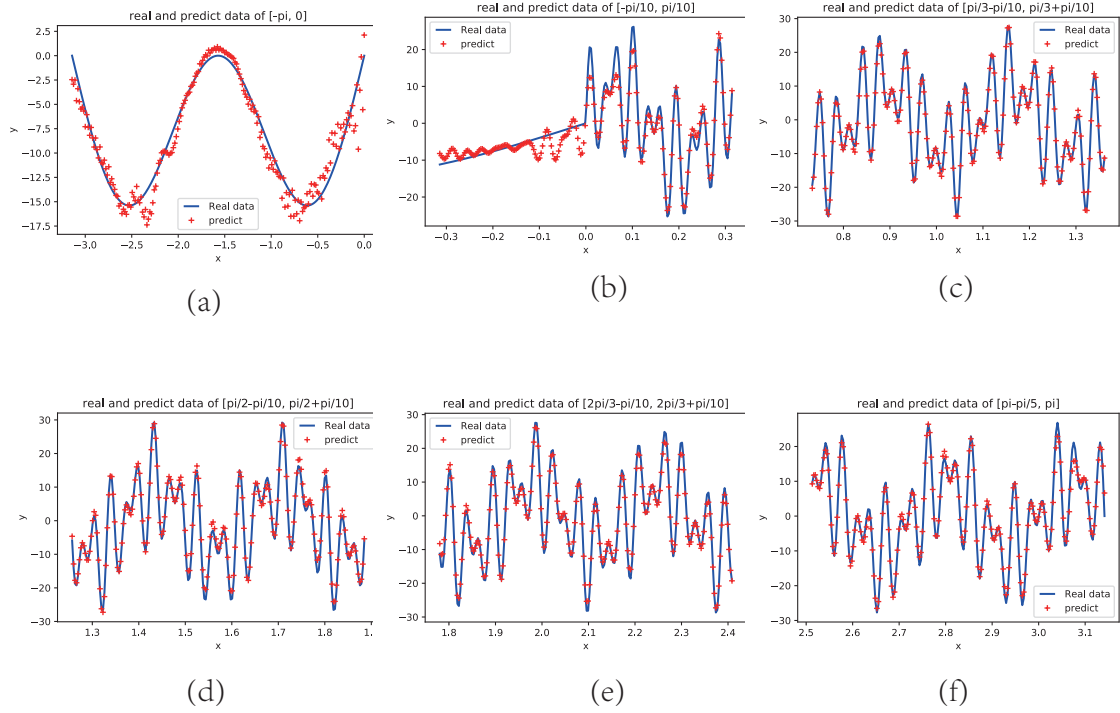 real and predict data of [-pi, 0]
2.5
0.0
−2.5
−5.0
−7.5
−10.0
−12.5
−15.0
−17.5
y
Real data
predict
−3.0 −2.5 −2.0 −1.5 −1.0 −0.5 0.0
x
(a)
real and predict data of [-pi/10, pi/10]
Real data
predict
20
10
0
−10
−20
y
−0.3 −0.2 −0.1 0.0 0.1 0.2 0.3
x
(b)
real and predict data of [pi/3-pi/10, pi/3+pi/10]
Real data
predict
30
20
10
0
−10
−20
−30
y
0.8 0.9 1.0 1.1 1.2 1.3
x
(c)
real and predict data of [pi/2-pi/10, pi/2+pi/10]
Real data
predict
30
20
10
0
−10
−20
−30
y
1.3 1.4 1.5 1.6 1.7 1.8
x
(d)
real and predict data of [2pi/3-pi/10, 2pi/3+pi/10]
Real data
predict
30
20
10
0
−10
−20
−30
y
1.8 1.9 2.0 2.1 2.2 2.3 2.4
x
(e)
real and predict data of [pi-pi/5, pi]
30
20
10
0
−10
−20
−30
y
Real data
predict
2.5 2.6 2.7 2.8 2.9 3.0 3.1
x
(f)